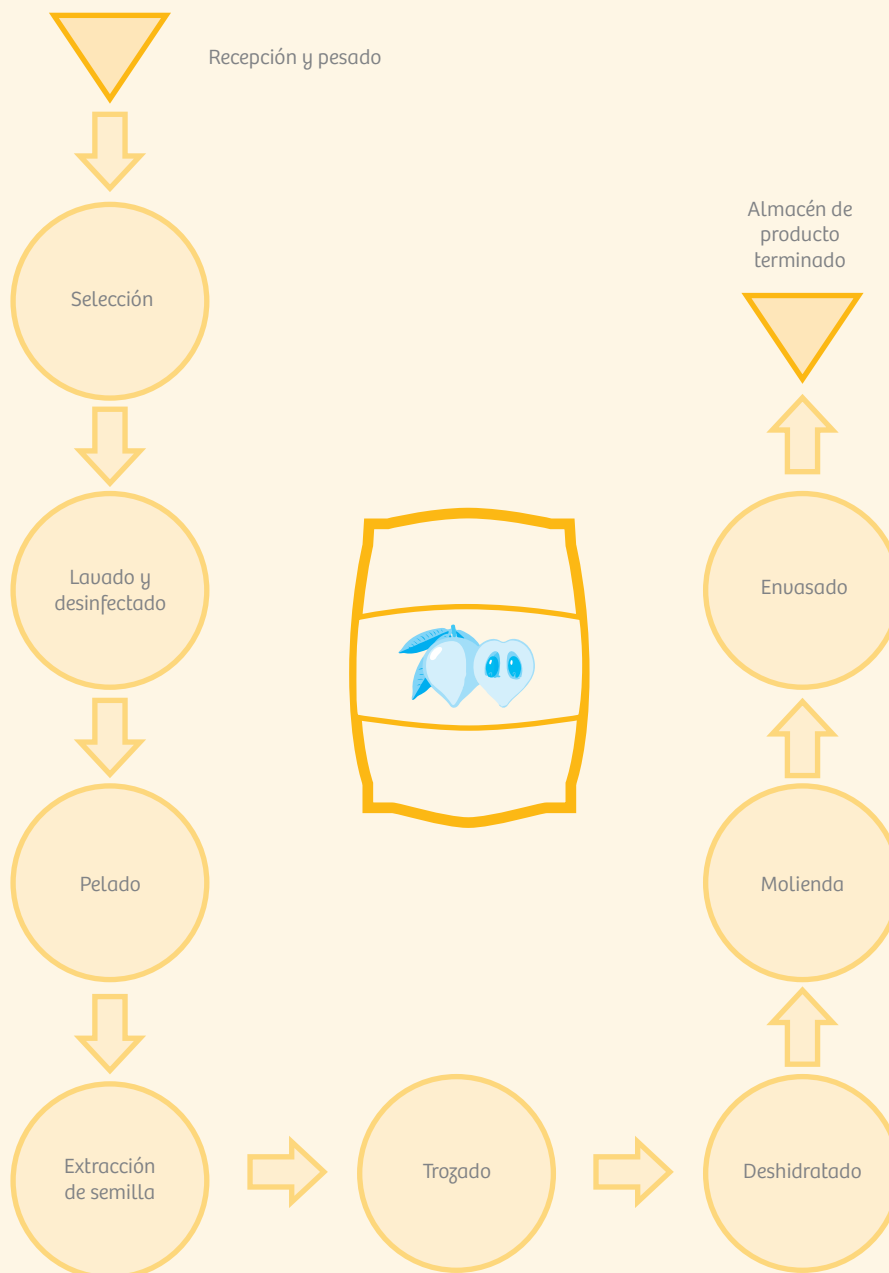 Recepción y pesado
Selección
Lavado y
desinfectado
Pelado
Extracción
de semilla
Trozado
Deshidratado
Molienda
Envasado
Almacén de
producto
terminado